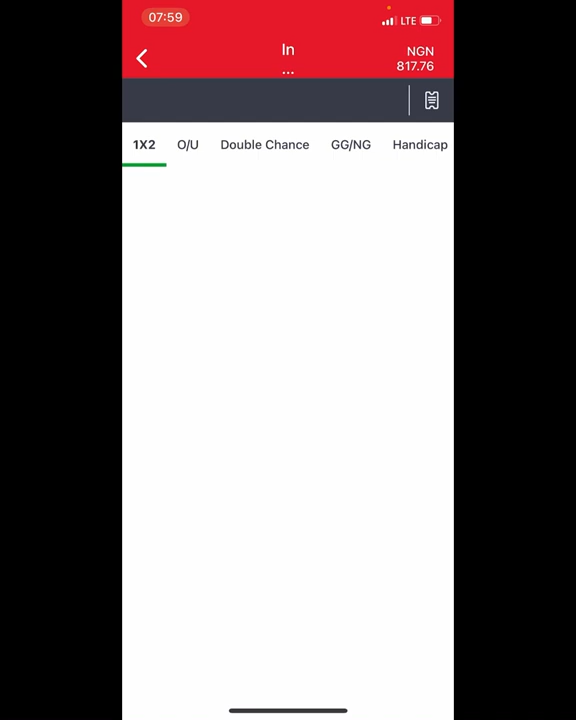 07:59
LTE
In
...
NGN
817.76
1X2 O/U Double Chance GG/NG Handicap